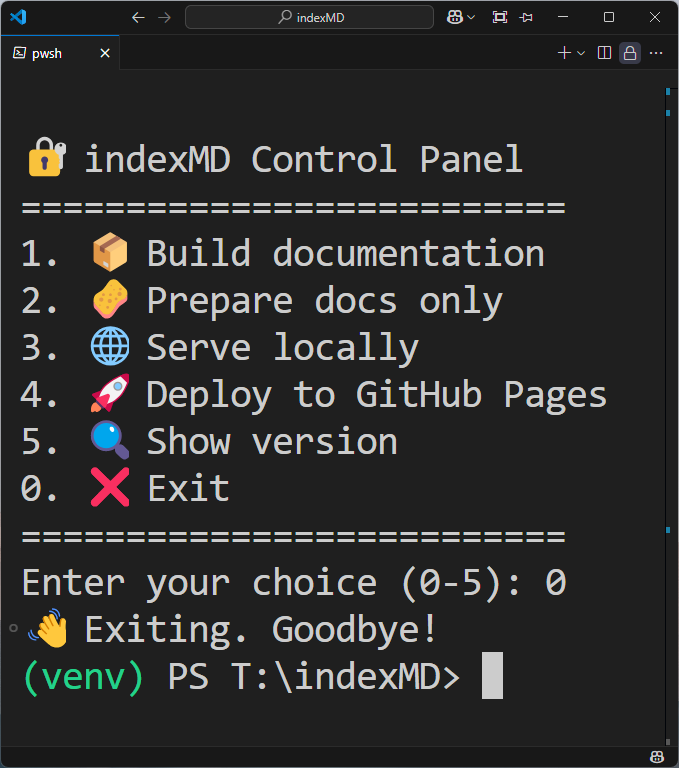 indexMD
pwsh
🔐 indexMD Control Panel
==========================
1. 📦 Build documentation
2. 🧽 Prepare docs only
3. 🌐 Serve locally
4. 🚀 Deploy to GitHub Pages
5. 🔍 Show version
0. ❌ Exit
==========================
Enter your choice (0-5): 0
👋 Exiting. Goodbye!
(venv) PS T:\indexMD>